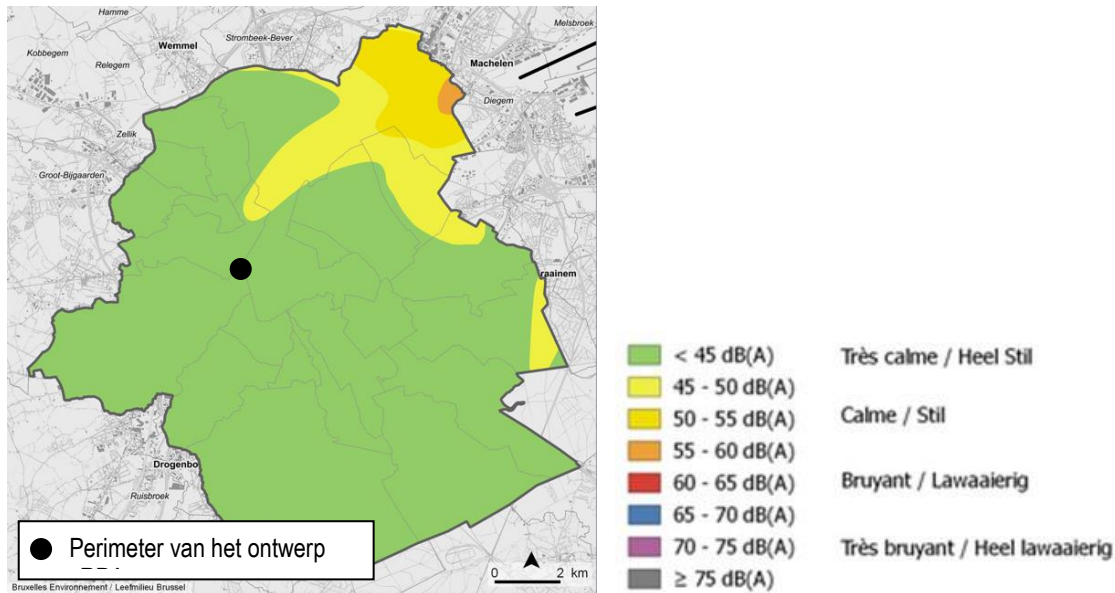 Hamme
Melsbroek
Strombeek-Bever
Wemmel
Kobbegem
Machelen
Relegem
Diegem
Zellik
Groot-Bijgaarden
raainem
Drogenbo
Ruisbroek
Perimeter van het ontwerp
0 2 km
Bruxelles Environnement / Leefmilieu Brussel
< 45 dB(A) Très calme / Heel Stil
45 - 50 dB(A)
50 - 55 dB(A) Calme / Stil
55 - 60 dB(A)
60 - 65 dB(A) Bruyant / Lawaaierig
65 - 70 dB(A)
70 - 75 dB(A) Très bruyant / Heel lawaaierig
≥ 75 dB(A)